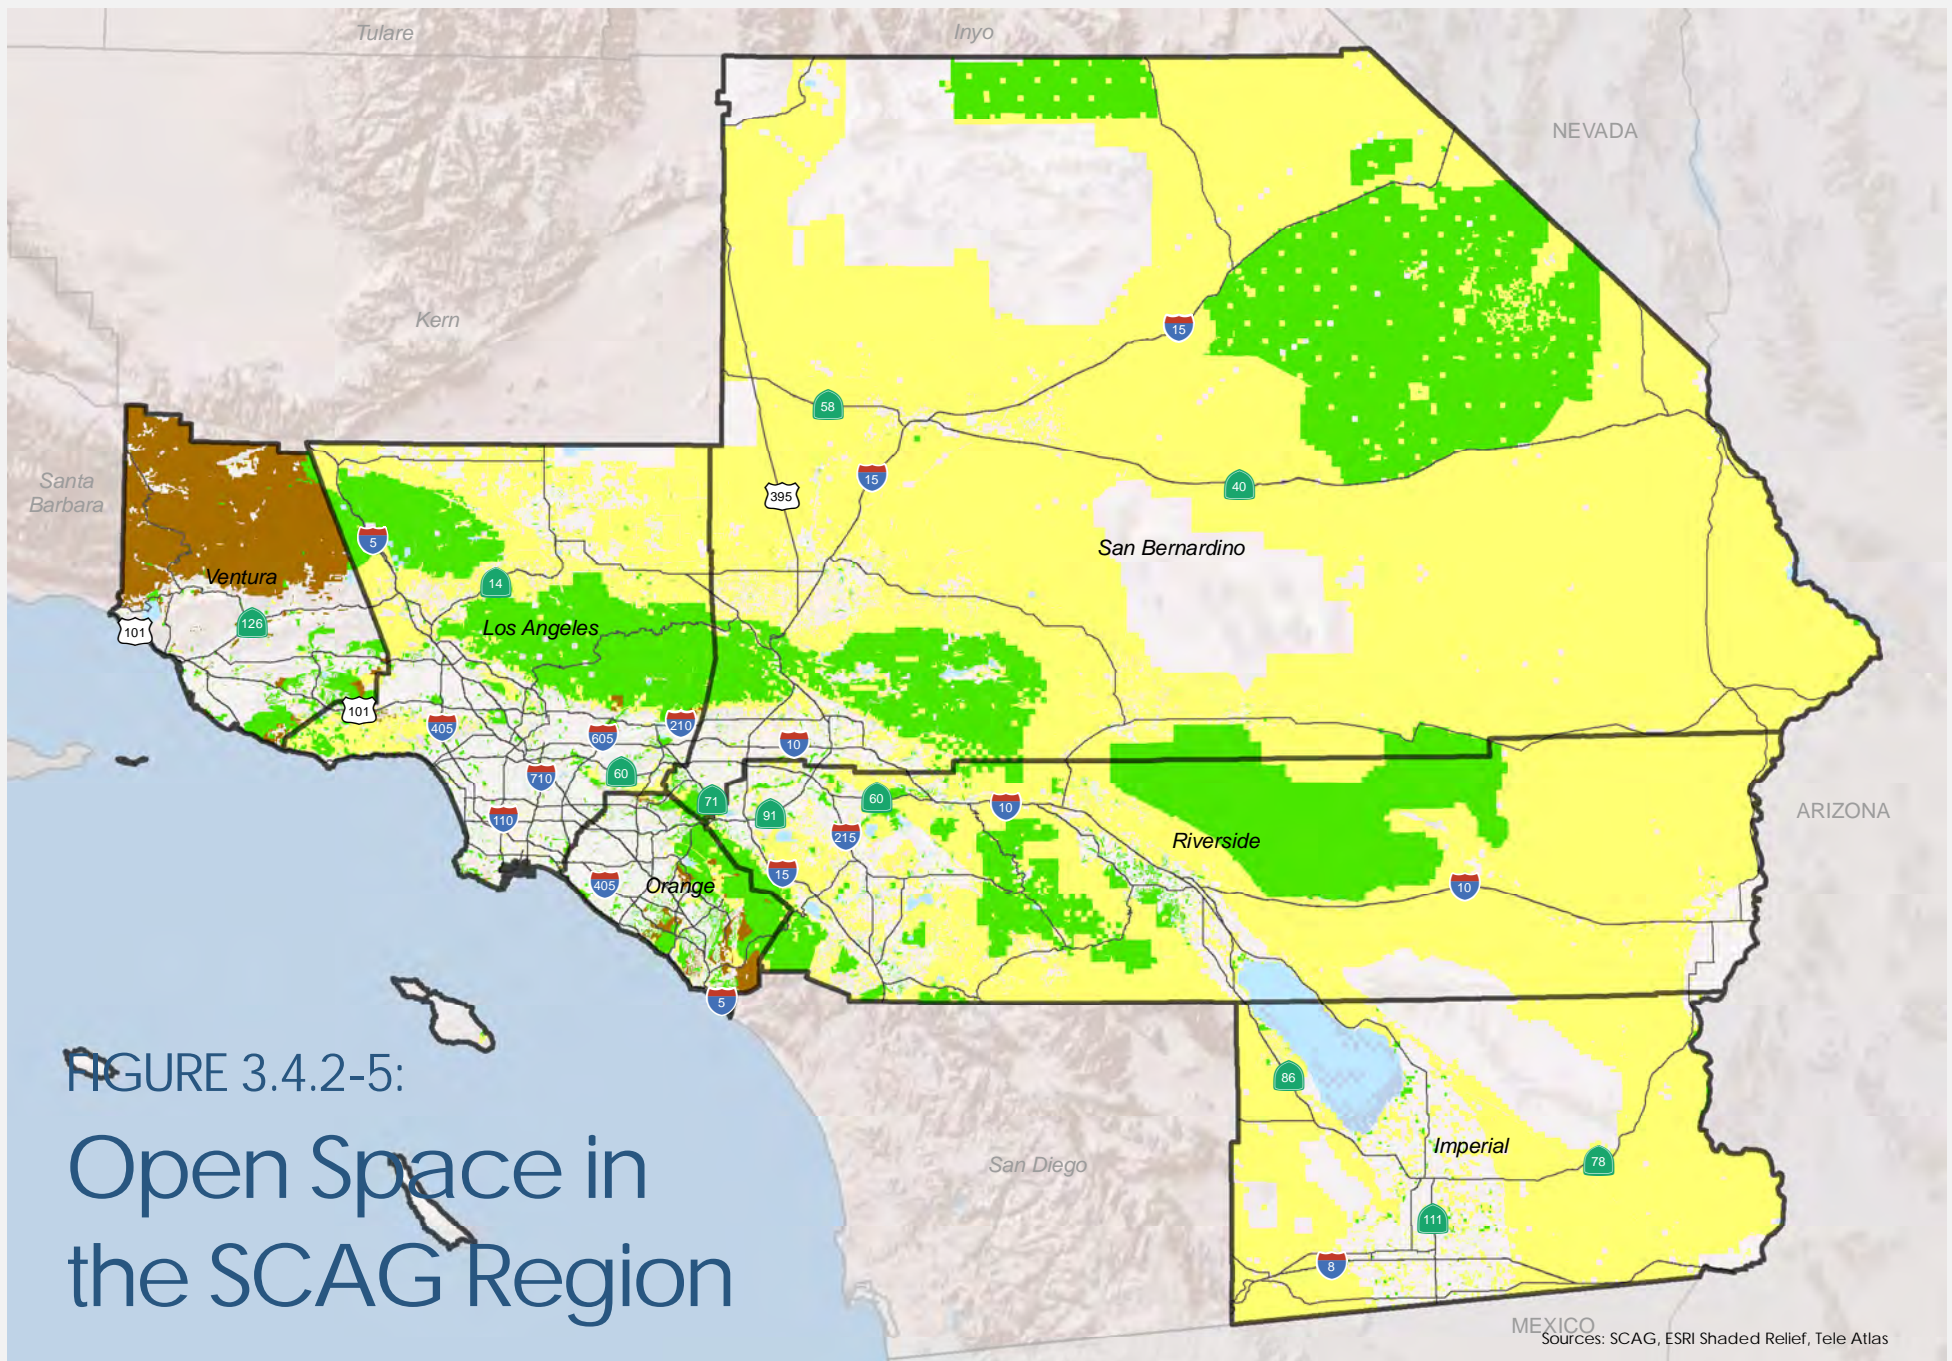 Tulare
Inyo
NEVADA
Kern
15
58
Santa
Barbara
15
395
40
5
San Bernardino
Ventura
14
126
Los Angeles
101
101
405
605
210
10
710
60
71
60
10
110
91
215
ARIZONA
Riverside
15
405
Orange
10
5
FIGURE 3.4.2-5:
86
Open Space in
Imperial
San Diego
78
111
the SCAG Region
8
MEXICO
Sources: SCAG, ESRI Shaded Relief, Tele Atlas